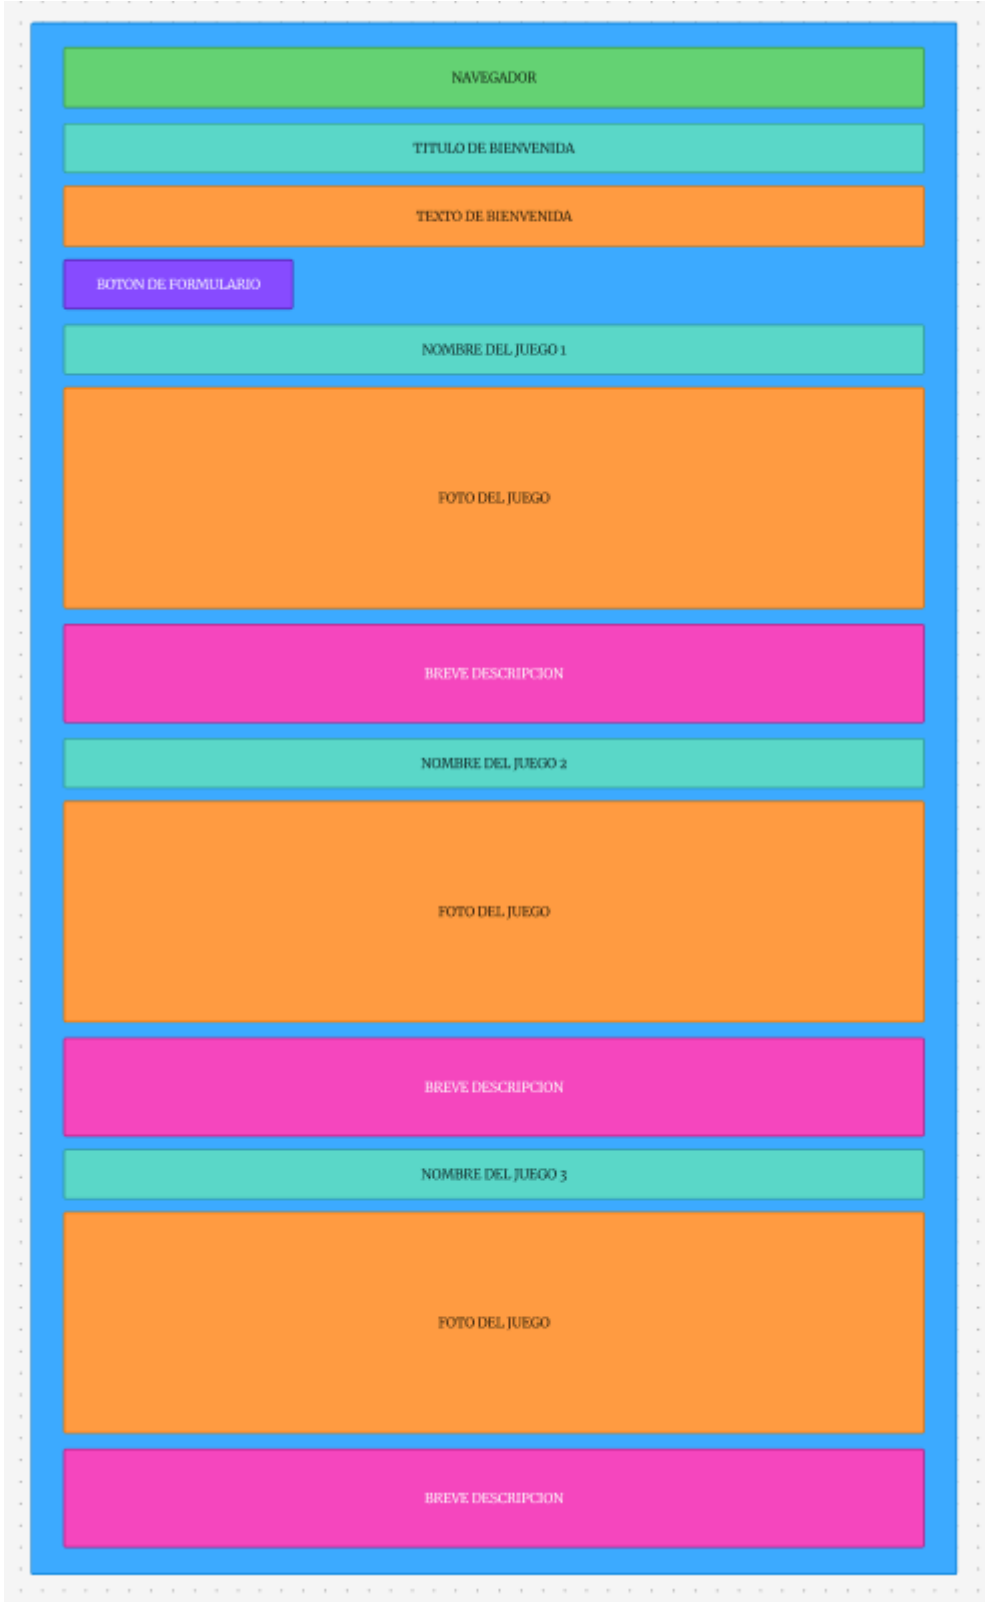 NAVEGADOR
TITULO DE BIENVENIDA
TEXTO DE BIENVENIDA
BOTON DE FORMULARIO
NOMBRE DEL JUEGO 1
FOTO DEL JUEGO
BREVE DESCRIPCION
NOMBRE DEL JUEGO 2
FOTO DEL JUEGO
BREVE DESCRIPCION
NOMBRE DEL JUEGO 3
FOTO DEL JUEGO
BREVE DESCRIPCION